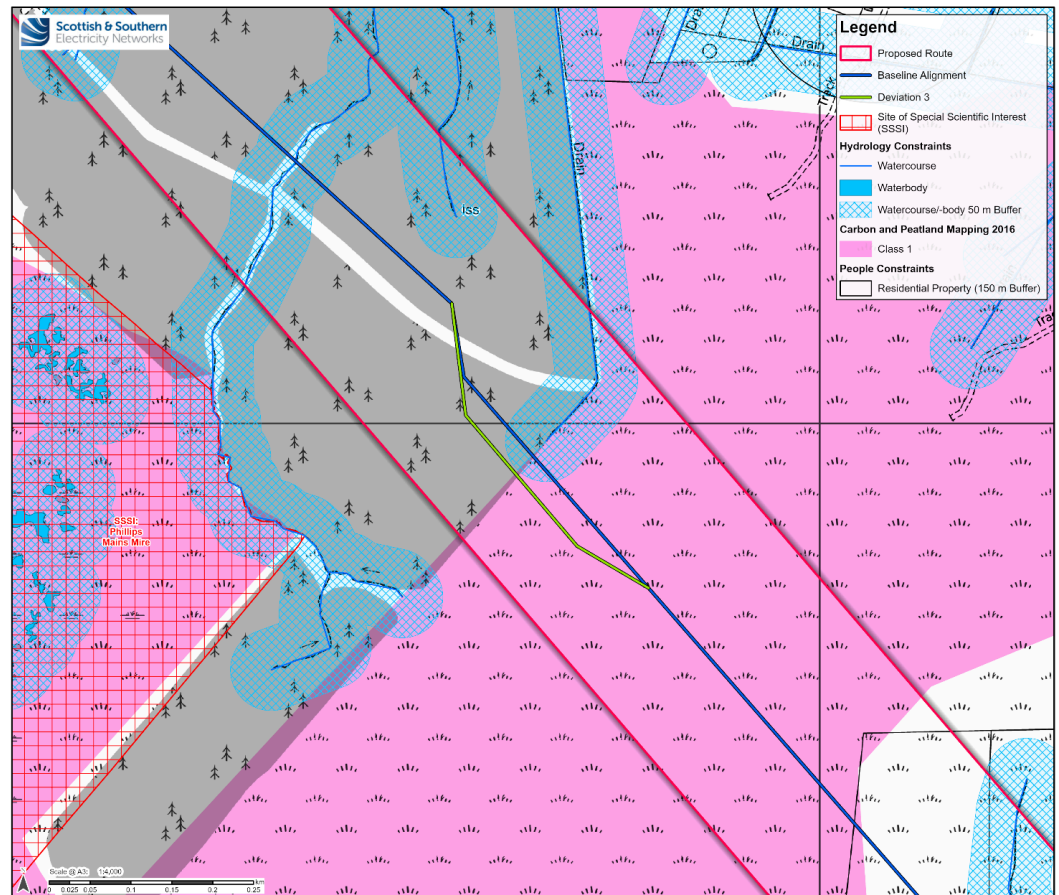 Scottish & Southern
Electricity Networks
Legend
Proposed Route
Baseline Alignment
Deviation 3
Site of Special Scientific Interest
(SSSI)
Hydrology Constraints
Watercourse
Waterbody
Watercourse/-body 50 m Buffer
Carbon and Peatland Mapping 2016
Class 1
People Constraints
Residential Property (150 m Buffer)
Drain
Track
Drain
Iss
SSSI:
Phillips
Mains Mire
Scale @ A3: 1:4,000
km
0 0.025 0.05 0.1 0.15 0.2 0.25